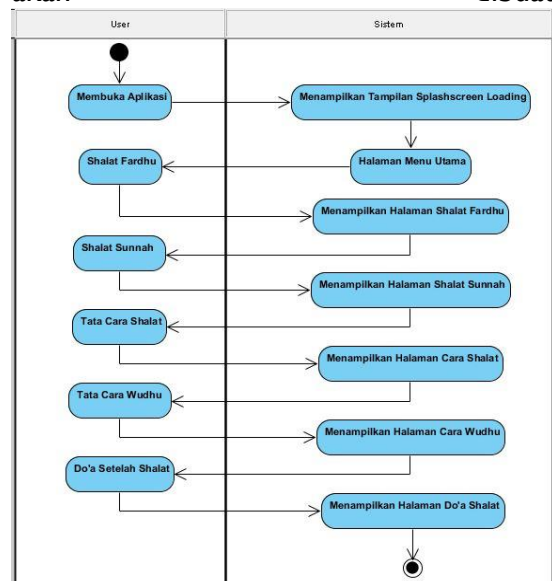 akan
User
Sistem
Membuka Aplikasi
Menampilkan Tampilan Splashscreen Loading
Shalat Fardhu
Halaman Menu Utama
Menampilkan Halaman Shalat Fardhu
Shalat Sunnah
Menampilkan Halaman Shalat Sunnah
Tata Cara Shalat
Menampilkan Halaman Cara Shalat
Tata Cara Wudhu
Menampilkan Halaman Cara Wudhu
Do'a Setelah Shalat
Menampilkan Halaman Do'a Shalat